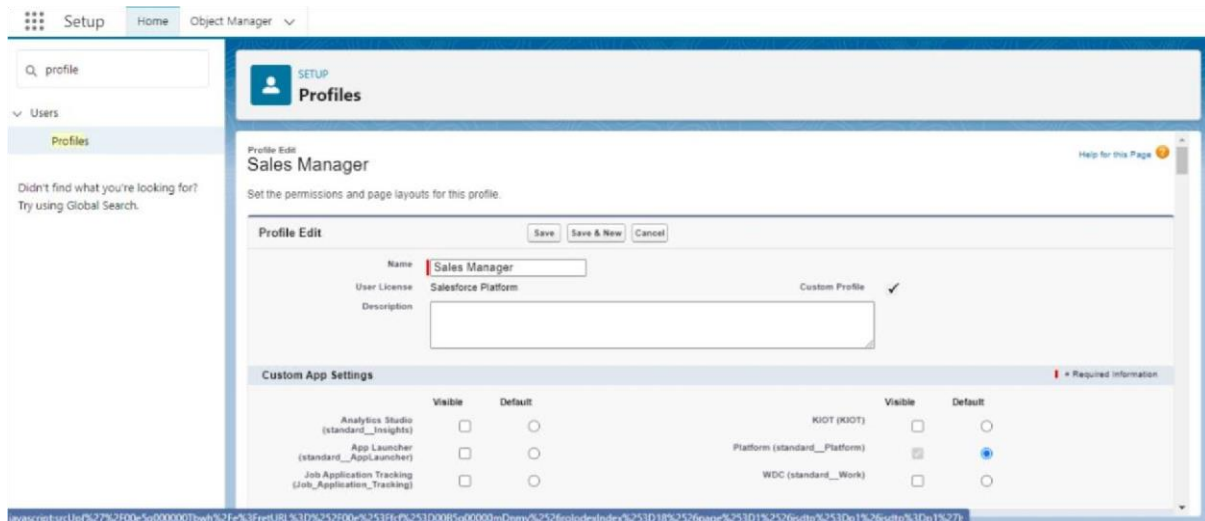 Setup Home Object Manager
profile
SETUP
Profiles
Users
Profiles
Didn't find what you're looking for?
Try using Global Search.
Profile Edit
Sales Manager
Help for this Page ?
Set the permissions and page layouts for this profile.
Profile Edit Save Save & New Cancel
Name Sales Manager
User License Salesforce Platform Custom Profile
Description
Custom App Settings = Required Information
Visible Default Visible Default
Analytics Studio
(standard__Insights)
KIOT (KIOT)
App Launcher
(standard__AppLauncher)
Platform (standard__Platform)
Job Application Tracking
(Job_Application_Tracking)
WDC (standard__Work)